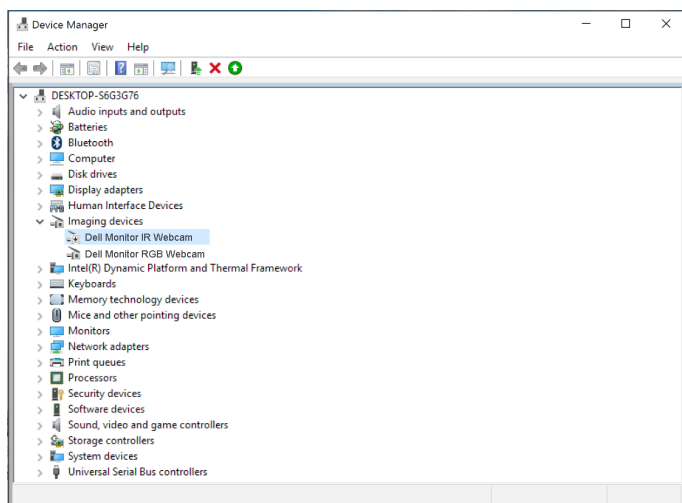 Device Manager
File Action View Help
DESKTOP-S6G3G76
Audio inputs and outputs
Batteries
Bluetooth
Computer
Disk drives
Display adapters
Human Interface Devices
Imaging devices
Dell Monitor IR Webcam
Dell Monitor RGB Webcam
Intel(R) Dynamic Platform and Thermal Framework
Keyboards
Memory technology devices
Mice and other pointing devices
Monitors
Network adapters
Print queues
Processors
Security devices
Software devices
Sound, video and game controllers
Storage controllers
System devices
Universal Serial Bus controllers